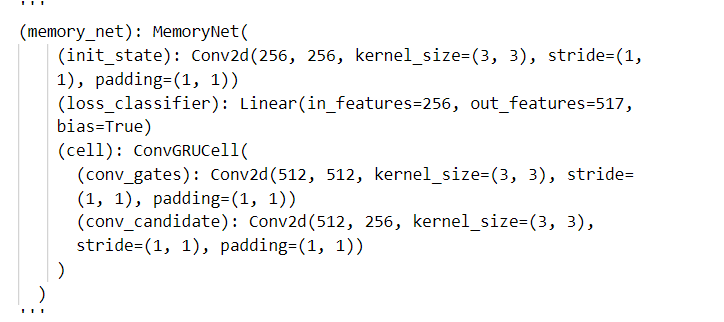 '''
(memory_net): MemoryNet(
(init_state): Conv2d(256, 256, kernel_size=(3, 3), stride=(1,
1), padding=(1, 1))
(loss_classifier): Linear(in_features=256, out_features=517,
bias=True)
(cell): ConvGRUCell(
(conv_gates): Conv2d(512, 512, kernel_size=(3, 3), stride=
(1, 1), padding=(1, 1))
(conv_candidate): Conv2d(512, 256, kernel_size=(3, 3),
stride=(1, 1), padding=(1, 1))
)
)
'''